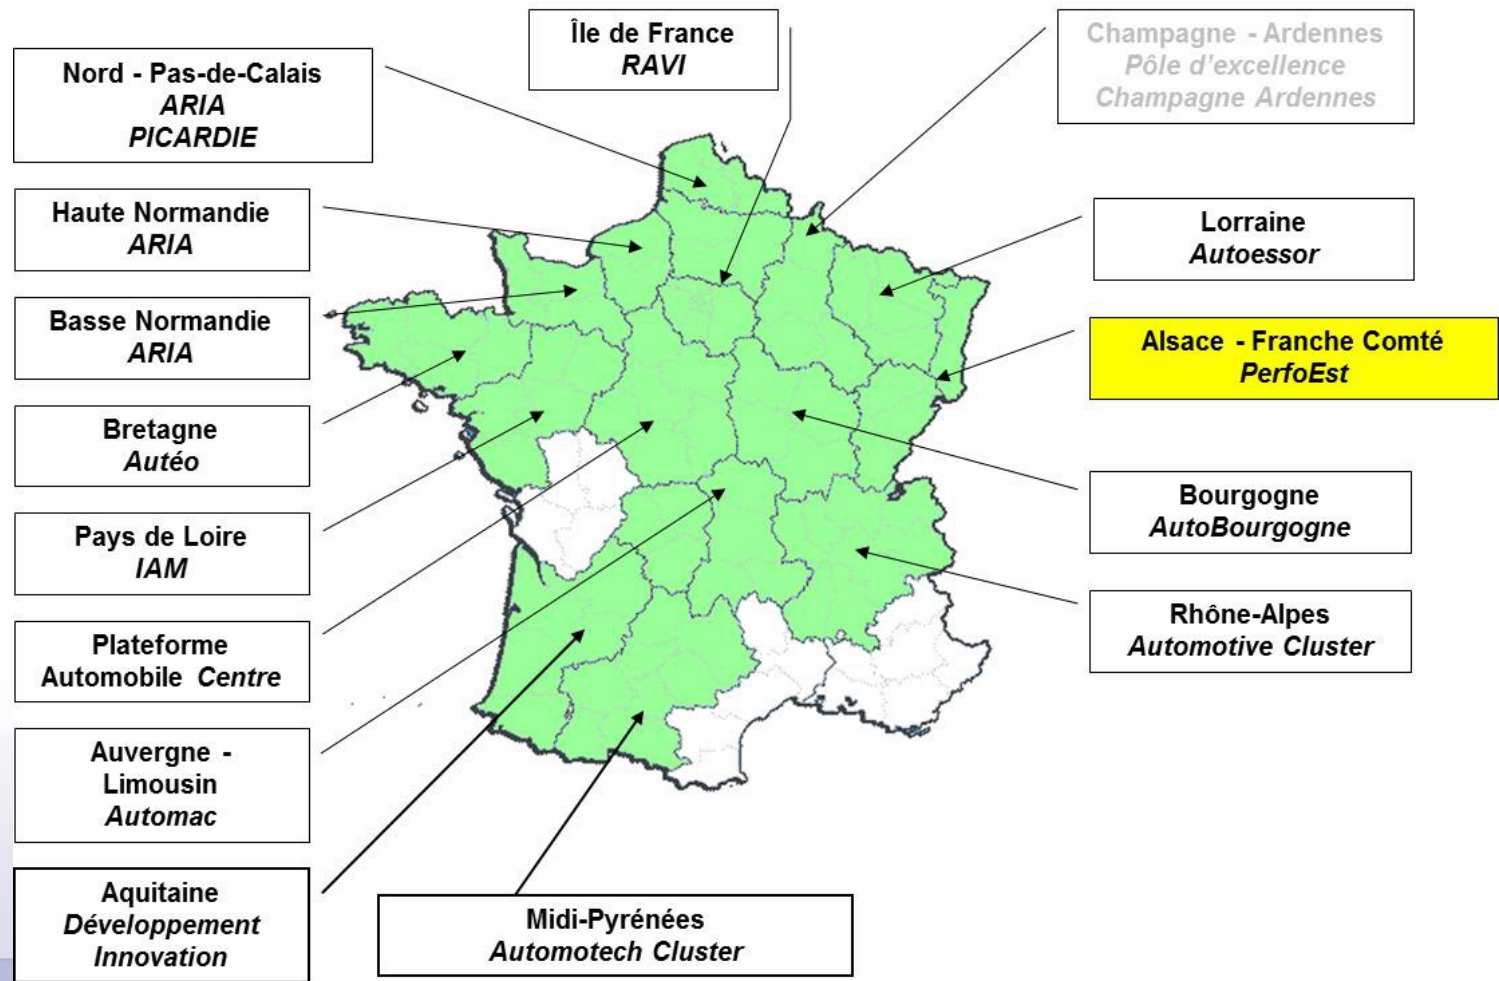 Île de France
RAVI
Champagne - Ardennes
Pôle d'excellence
Champagne Ardennes
Nord - Pas-de-Calais
ARIA
PICARDIE
Haute Normandie
ARIA
Lorraine
Autoessor
Basse Normandie
ARIA
Alsace - Franche Comté
PerfoEst
Bretagne
Autéo
Bourgogne
AutoBourgogne
Pays de Loire
IAM
Rhône-Alpes
Automotive Cluster
Plateforme
Automobile Centre
Auvergne -
Limousin
Automac
Aquitaine
Développement
Innovation
Midi-Pyrénées
Automotech Cluster